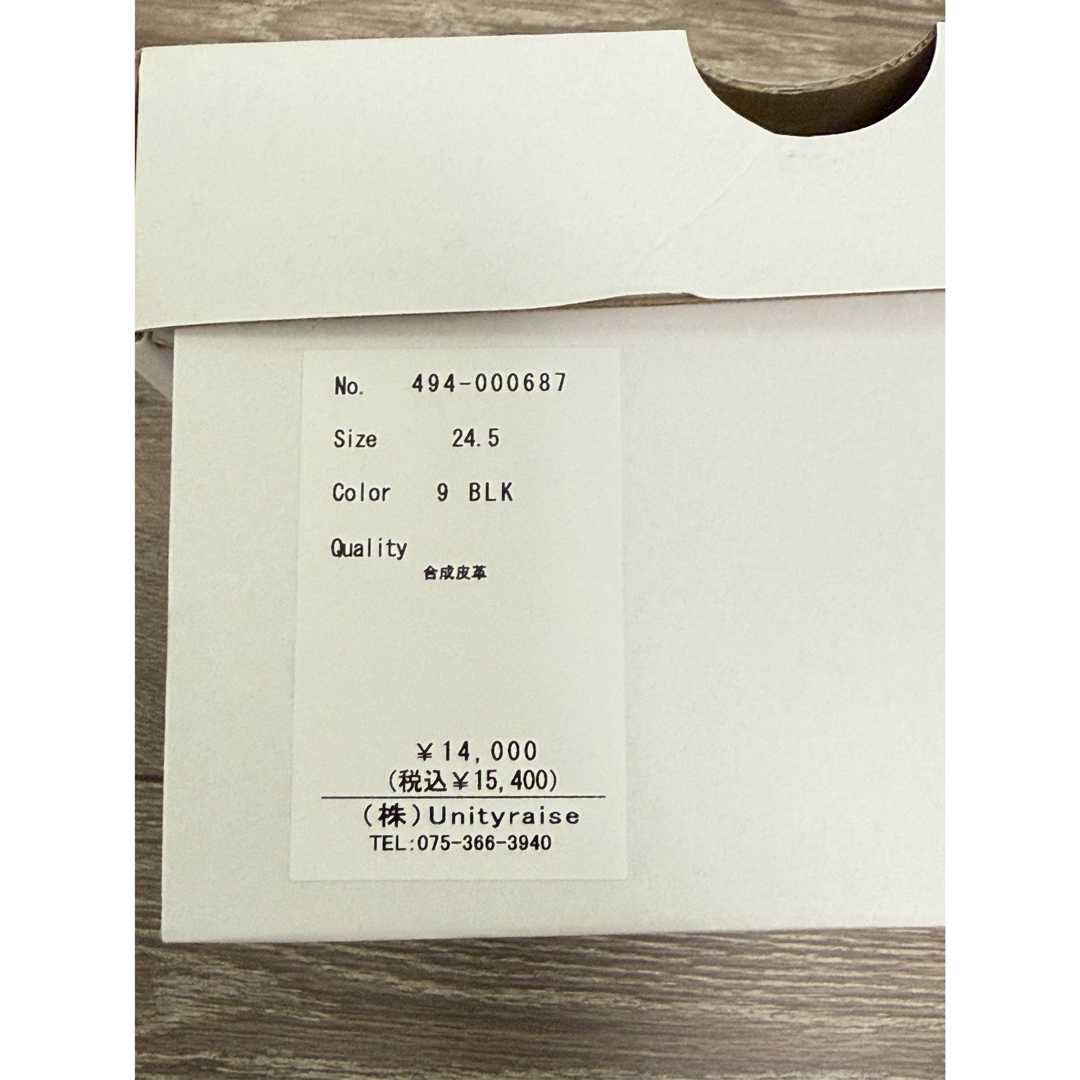 No. 494-000687
Size 24.5
Color 9 BLK
Quality
合成皮革
￥14,000
(税込￥15,400)
(株)Unityraise
TEL:075-366-3940